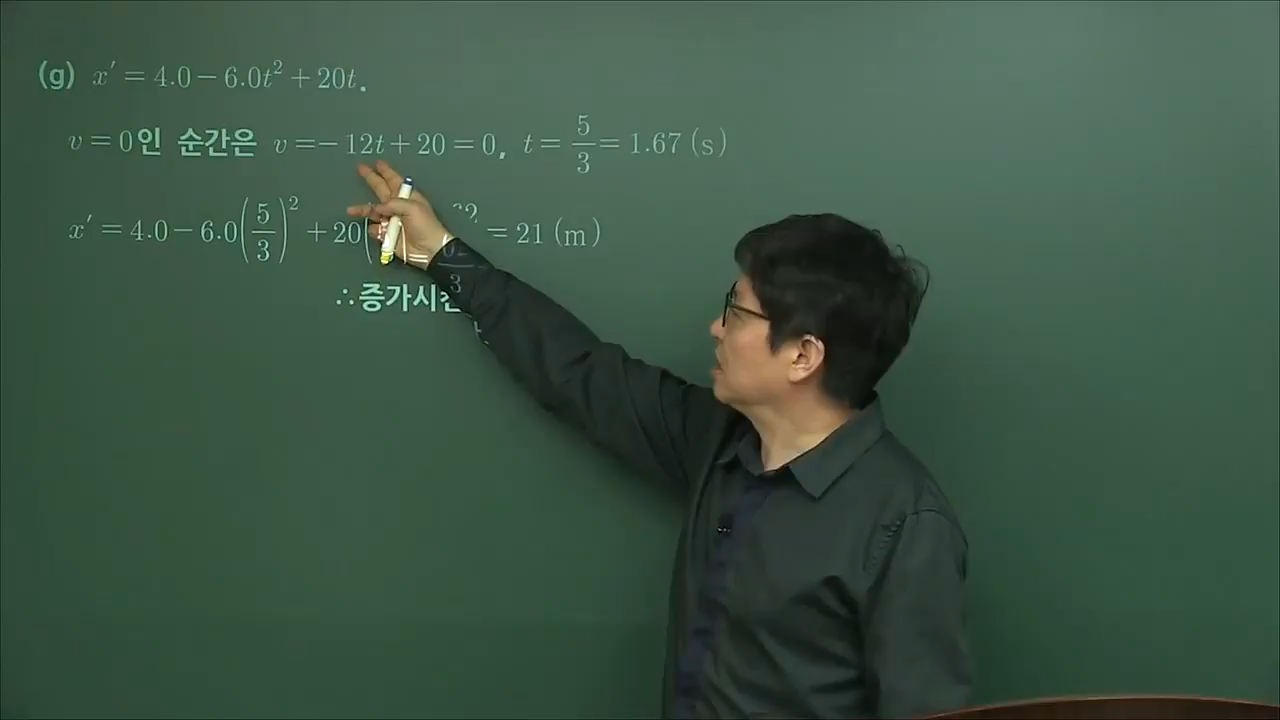 (g) x′ = 4.0 − 6.0t² + 20t.
v = 0인 순간은 v = − 12t + 20 = 0, t = 5/3 = 1.67 (s)
x′ = 4.0 − 6.0(5/3)² + 20( = 21 (m)
∴ 증가시